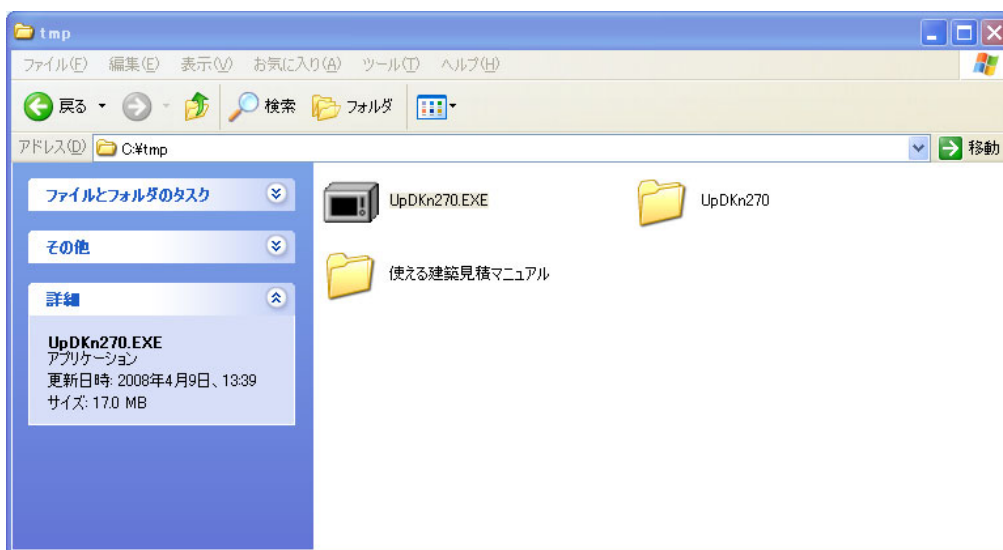 tmp
ファイル(F) 編集(E) 表示(V) お気に入り(A) ツール(T) ヘルプ(H)
戻る 検索 フォルダ
アドレス(D) C:¥tmp 移動
ファイルとフォルダのタスク
その他
詳細
UpDKn270.EXE
アプリケーション
更新日時: 2008年4月9日、13:39
サイズ: 17.0 MB
UpDKn270.EXE
UpDKn270
使える建築見積マニュアル